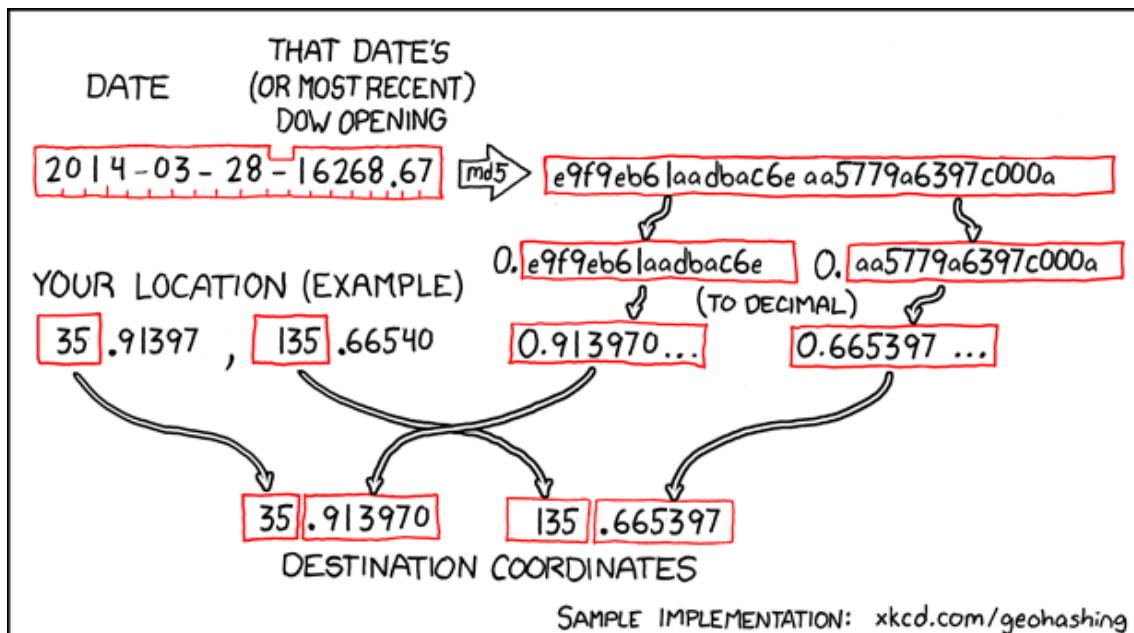 DATE
THAT DATE'S
(OR MOST RECENT)
DOW OPENING
2014-03-28-16268.67
md5
e9f9eb61aadbac6e aa5779a6397c000a
0. e9f9eb61aadbac6e
0. aa5779a6397c000a
(TO DECIMAL)
YOUR LOCATION (EXAMPLE)
35.91397, 135.66540
0.913970...
0.665397 ...
35.913970
135.665397
DESTINATION COORDINATES
SAMPLE IMPLEMENTATION: xkcd.com/geohashing